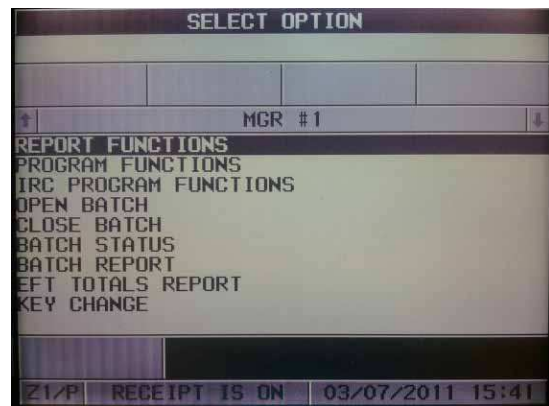 SELECT OPTION
MGR #1
REPORT FUNCTIONS
PROGRAM FUNCTIONS
IRC PROGRAM FUNCTIONS
OPEN BATCH
CLOSE BATCH
BATCH STATUS
BATCH REPORT
EFT TOTALS REPORT
KEY CHANGE
Z1/P RECEIPT IS ON 03/07/2011 15:41